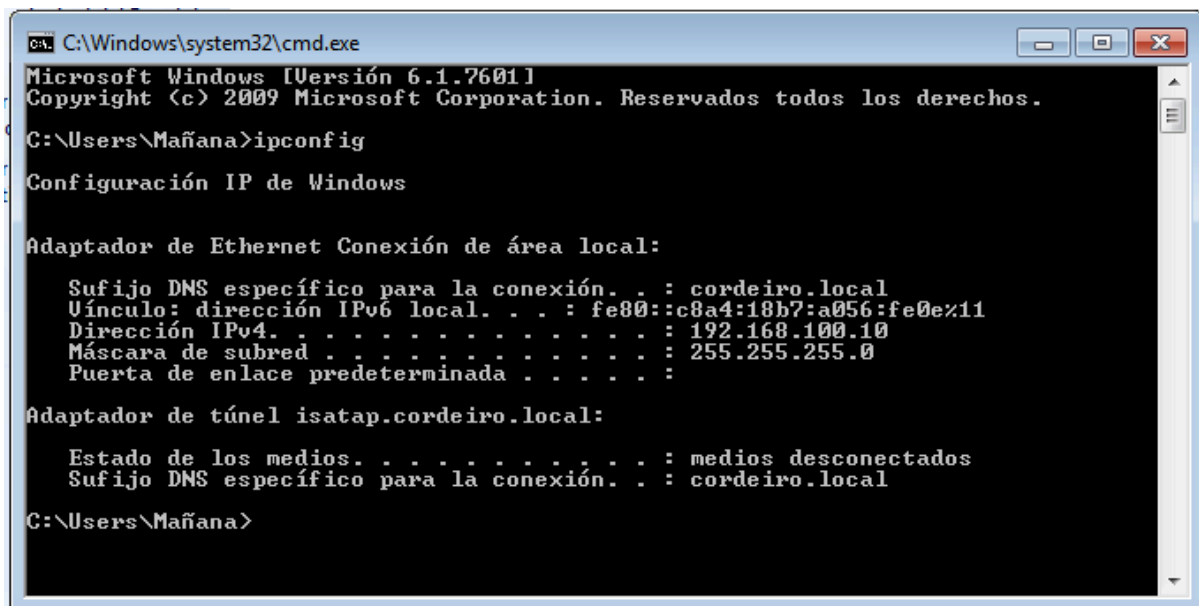 C:\Windows\system32\cmd.exe
Microsoft Windows [Versión 6.1.7601]
Copyright (c) 2009 Microsoft Corporation. Reservados todos los derechos.
C:\Users\Mañana>ipconfig
Configuración IP de Windows
Adaptador de Ethernet Conexión de área local:
Sufijo DNS específico para la conexión. . : cordeiro.local
Vínculo: dirección IPv6 local. . . : fe80::c8a4:18b7:a056:fe0e%11
Dirección IPv4. . . . . . . . . . . . . . : 192.168.100.10
Máscara de subred . . . . . . . . . . . . : 255.255.255.0
Puerta de enlace predeterminada . . . . . :
Adaptador de túnel isatap.cordeiro.local:
Estado de los medios. . . . . . . . . . . : medios desconectados
Sufijo DNS específico para la conexión. . : cordeiro.local
C:\Users\Mañana>